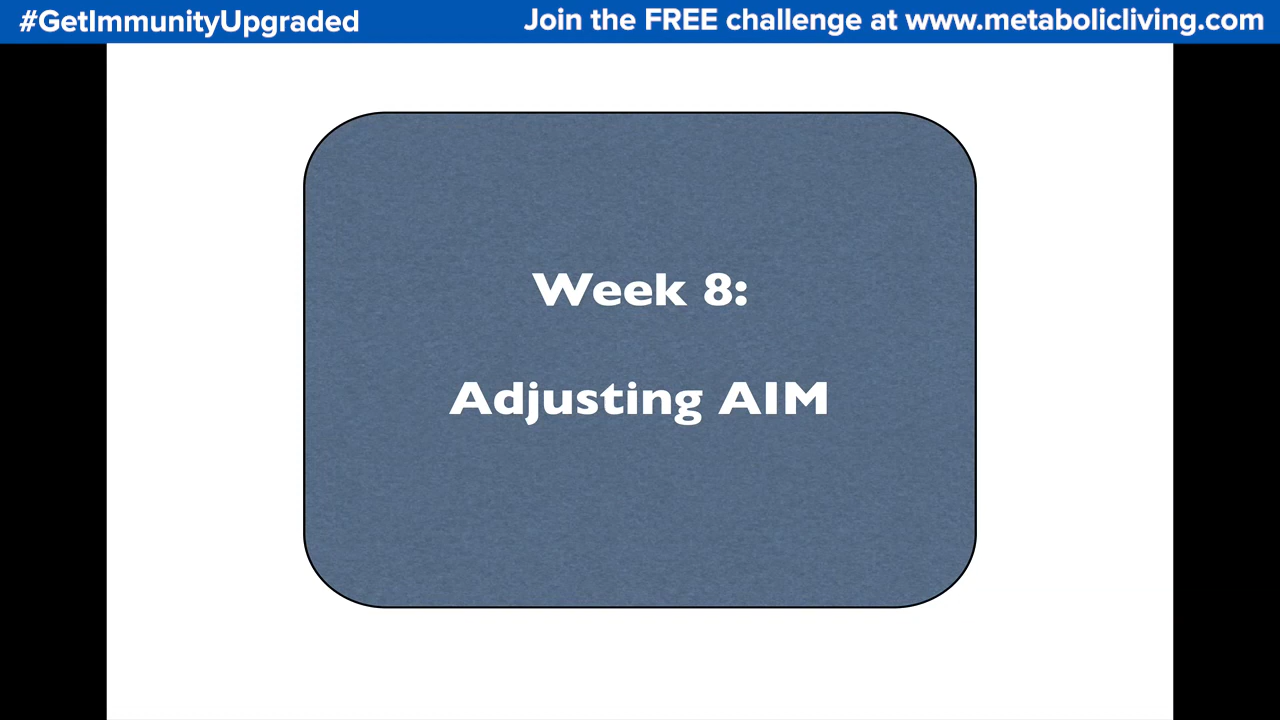 #GetImmunityUpgraded
Join the FREE challenge at www.metabolicliving.com
Week 8:
Adjusting AIM